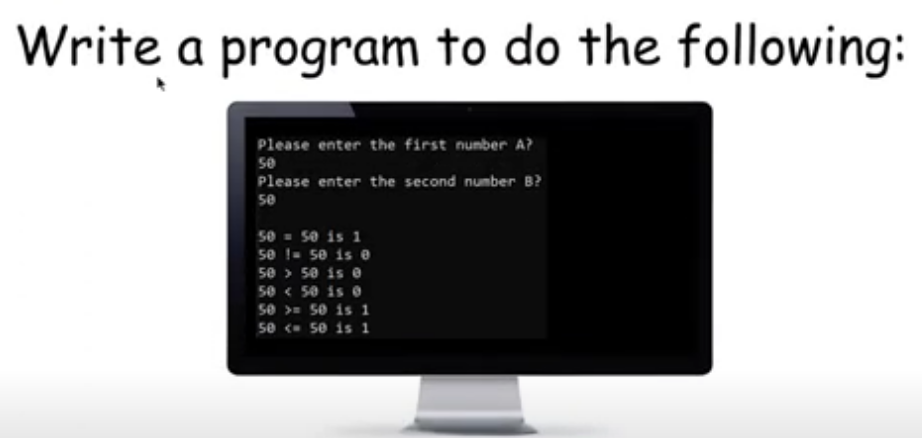 Write a program to do the following:
Please enter the first number A?
50
Please enter the second number B?
50
50 = 50 is 1
50 != 50 is 0
50 > 50 is 0
50 < 50 is 0
50 >= 50 is 1
50 <= 50 is 1